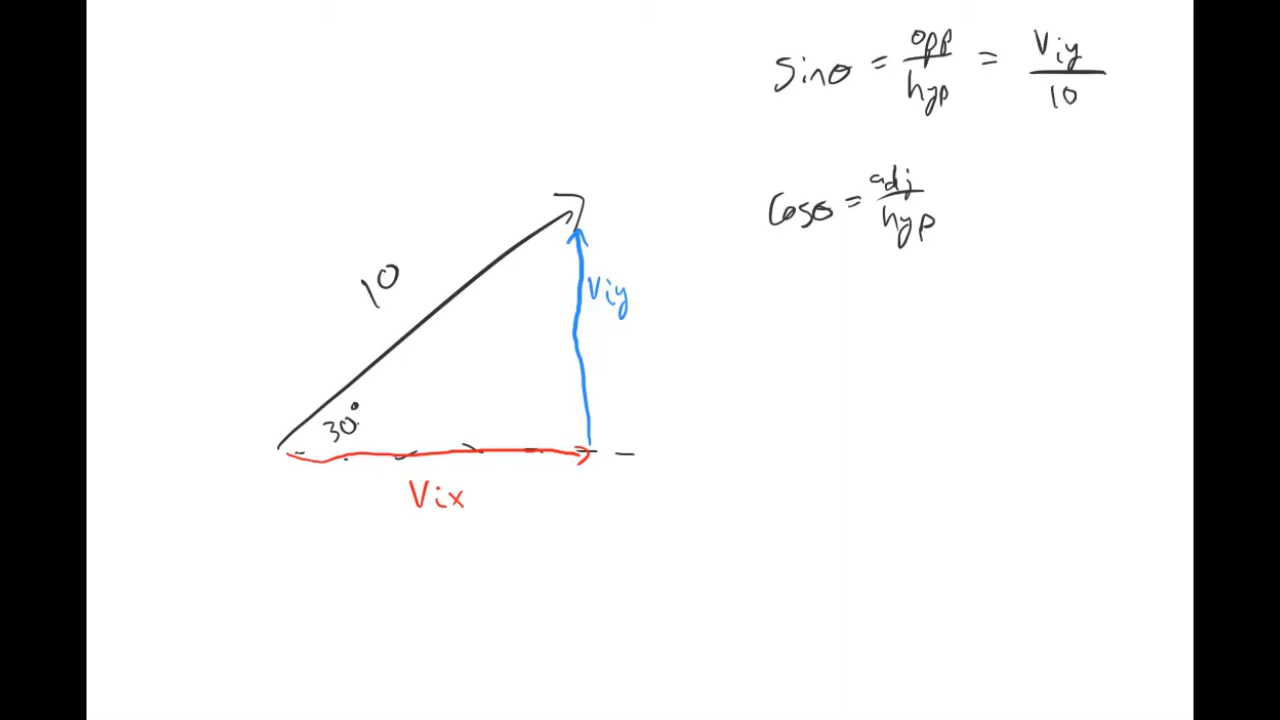 sinθ = opp/hyp = Viy/10
cosθ = adj/hyp
10
Viy
30°
Vix